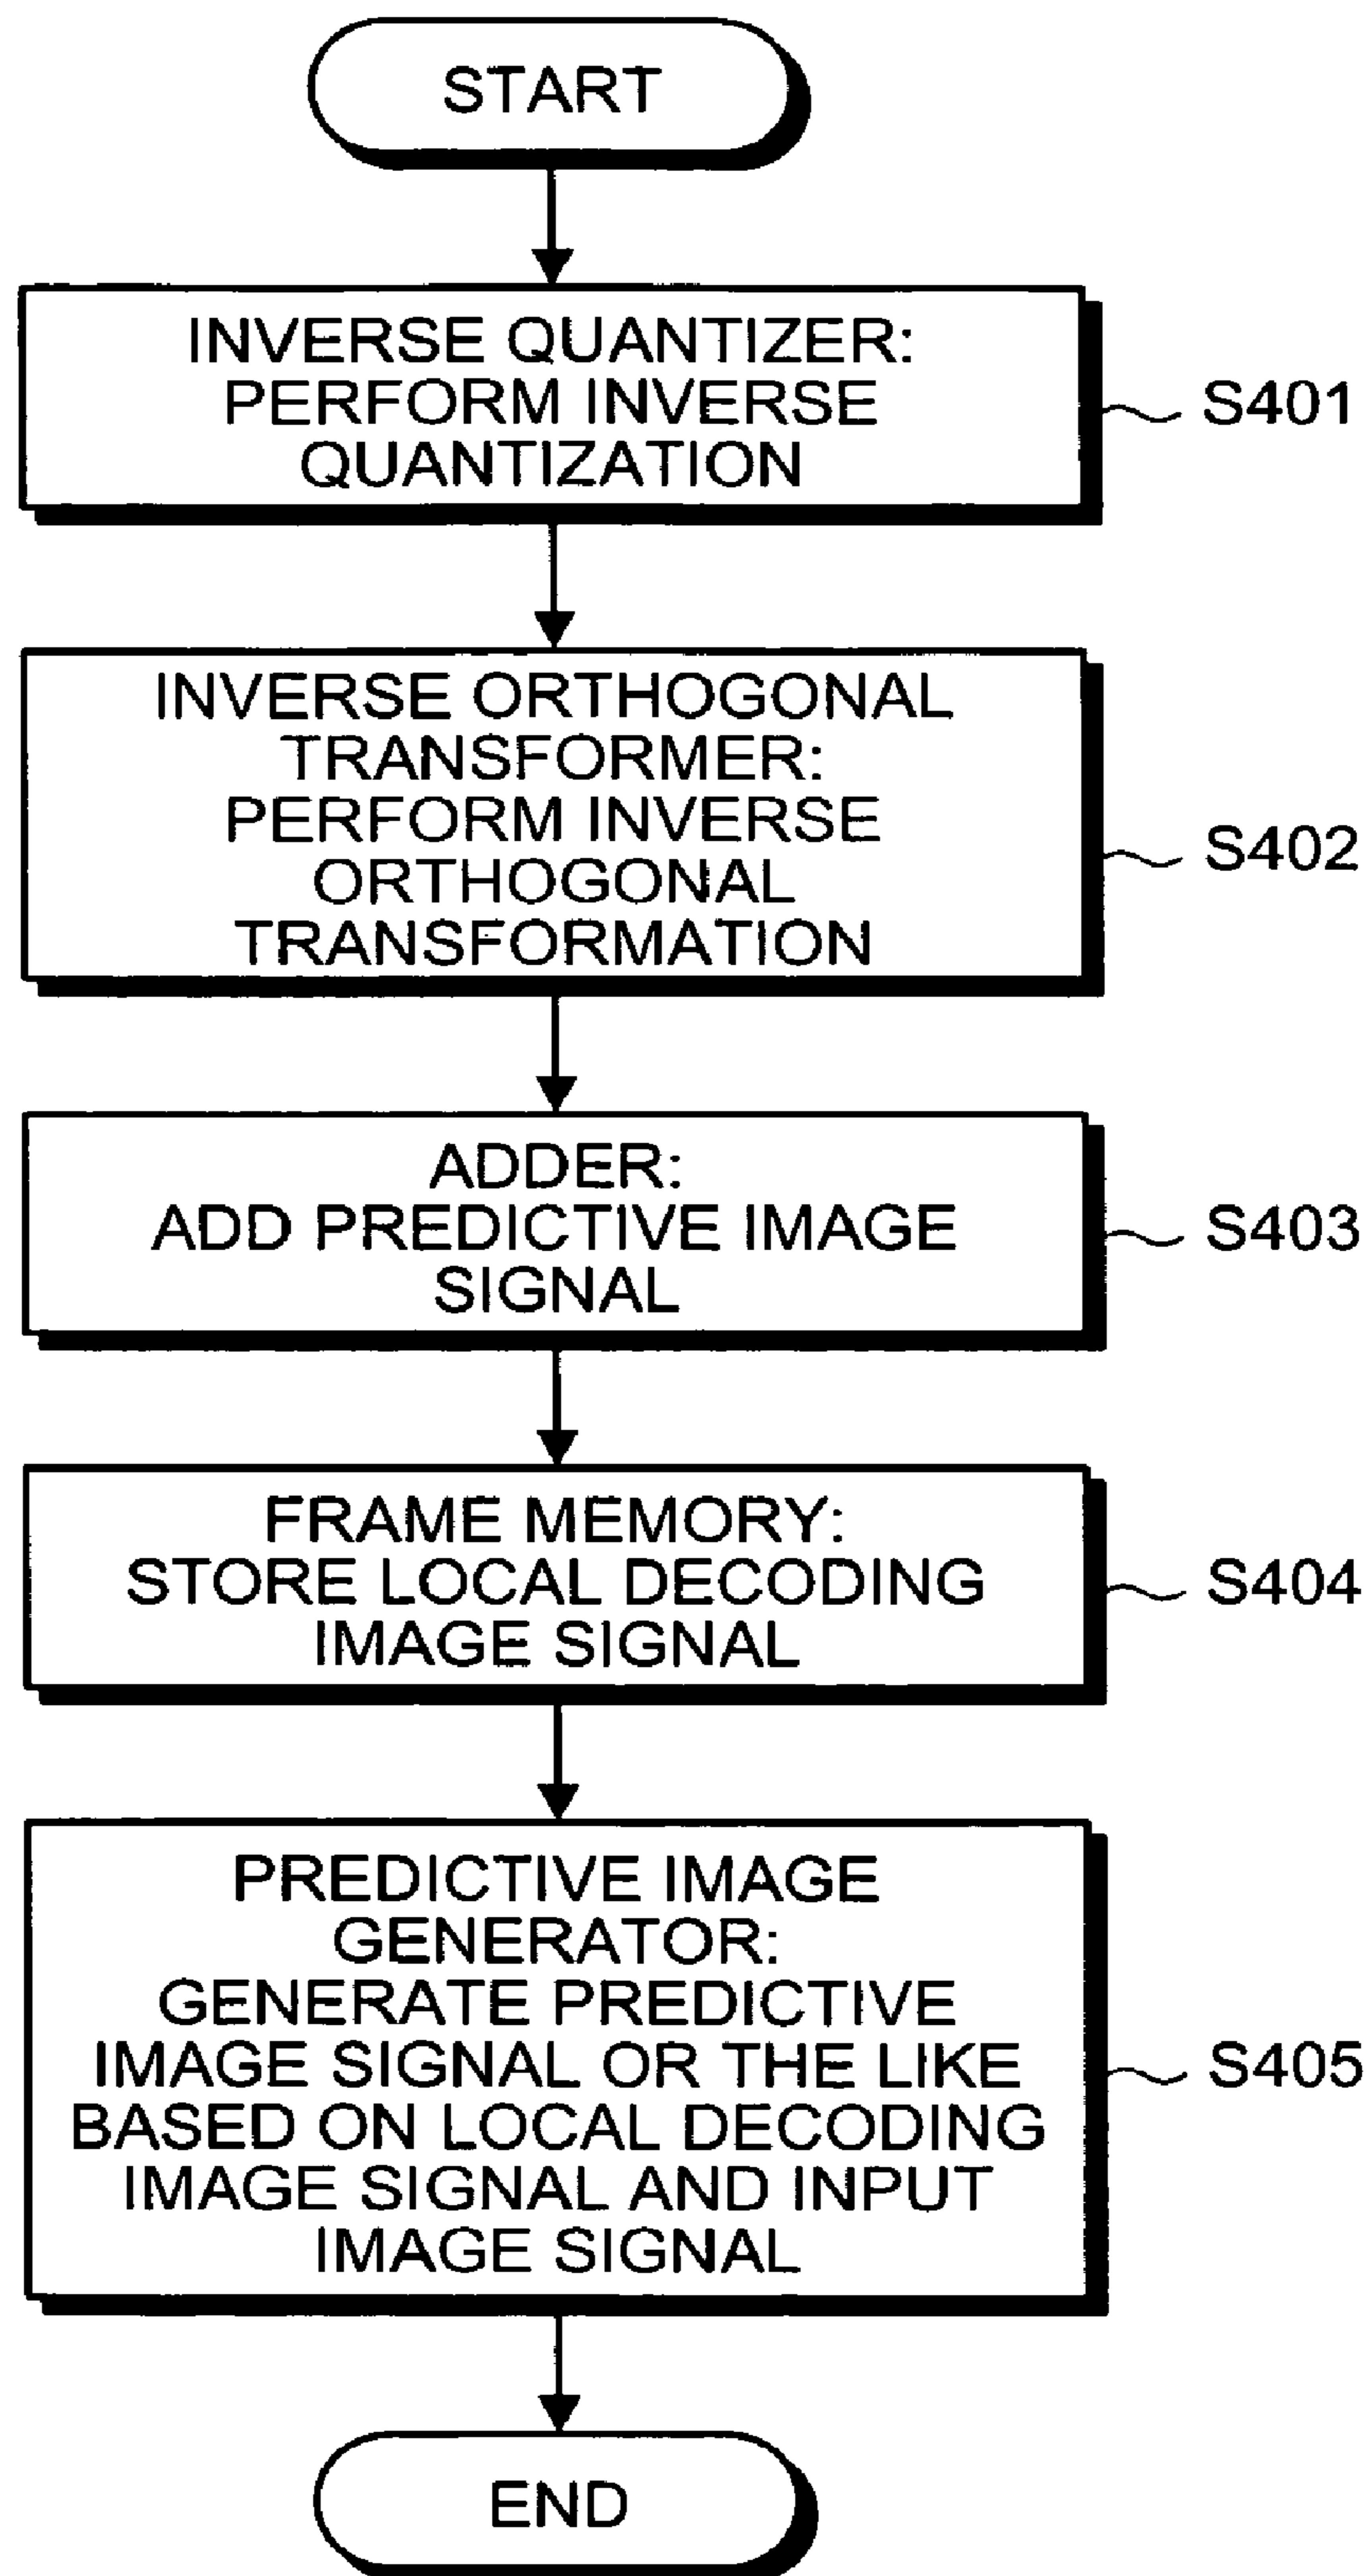 START
INVERSE QUANTIZER:
PERFORM INVERSE
QUANTIZATION
S401
INVERSE ORTHOGONAL
TRANSFORMER:
PERFORM INVERSE
ORTHOGONAL
TRANSFORMATION
S402
ADDER:
ADD PREDICTIVE IMAGE
SIGNAL
S403
FRAME MEMORY:
STORE LOCAL DECODING
IMAGE SIGNAL
S404
PREDICTIVE IMAGE
GENERATOR:
GENERATE PREDICTIVE
IMAGE SIGNAL OR THE LIKE
BASED ON LOCAL DECODING
IMAGE SIGNAL AND INPUT
IMAGE SIGNAL
S405
END